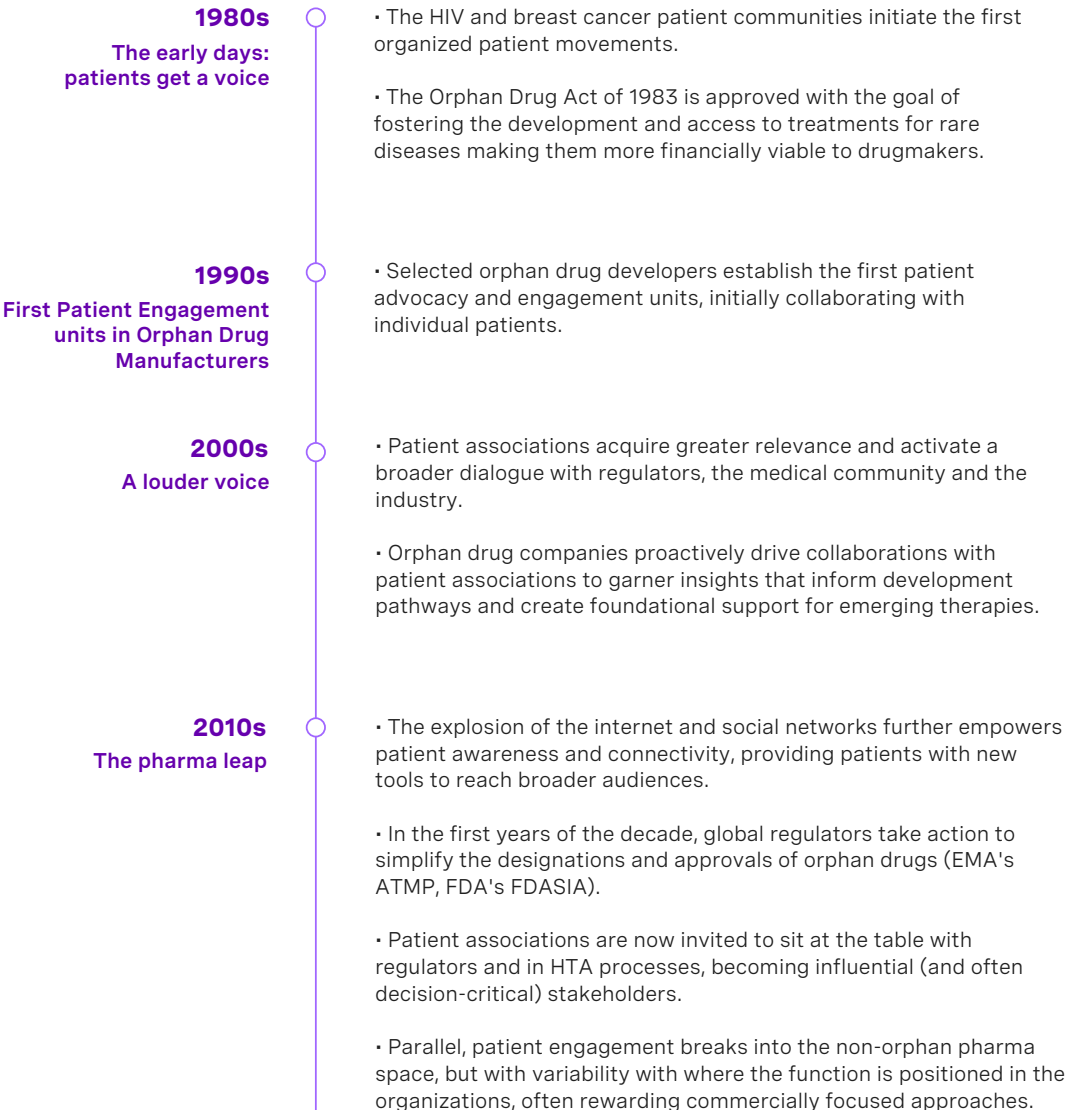 1980s
The early days:
patients get a voice
· The HIV and breast cancer patient communities initiate the first
organized patient movements.
· The Orphan Drug Act of 1983 is approved with the goal of
fostering the development and access to treatments for rare
diseases making them more financially viable to drugmakers.
1990s
First Patient Engagement
units in Orphan Drug
Manufacturers
· Selected orphan drug developers establish the first patient
advocacy and engagement units, initially collaborating with
individual patients.
2000s
A louder voice
· Patient associations acquire greater relevance and activate a
broader dialogue with regulators, the medical community and the
industry.
· Orphan drug companies proactively drive collaborations with
patient associations to garner insights that inform development
pathways and create foundational support for emerging therapies.
2010s
The pharma leap
· The explosion of the internet and social networks further empowers
patient awareness and connectivity, providing patients with new
tools to reach broader audiences.
· In the first years of the decade, global regulators take action to
simplify the designations and approvals of orphan drugs (EMA's
ATMP, FDA's FDASIA).
· Patient associations are now invited to sit at the table with
regulators and in HTA processes, becoming influential (and often
decision-critical) stakeholders.
· Parallel, patient engagement breaks into the non-orphan pharma
space, but with variability with where the function is positioned in the
organizations, often rewarding commercially focused approaches.